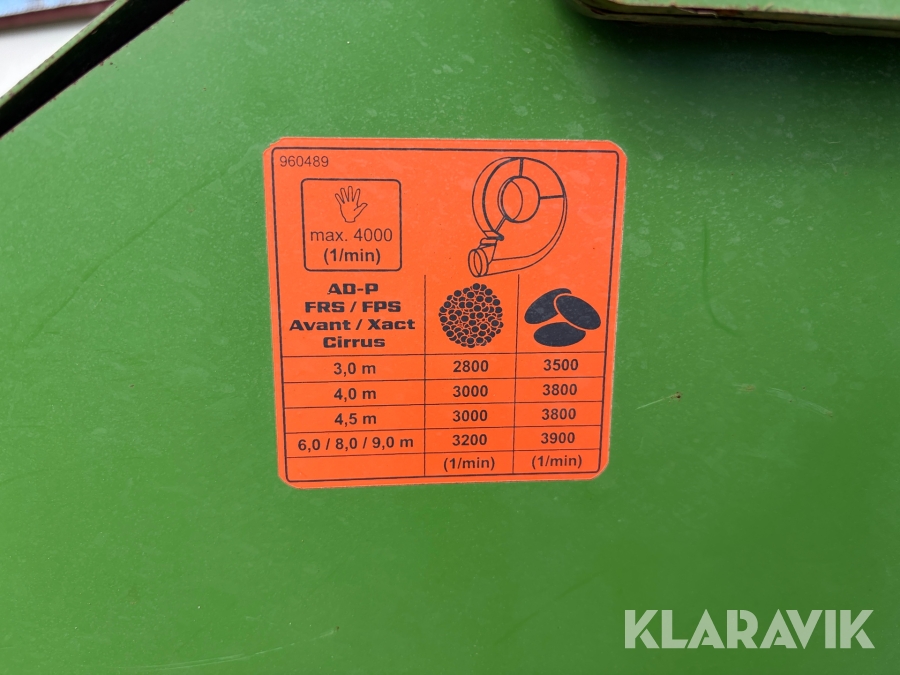 960489
max. 4000
(1/min)
AD-P
FRS / FPS
Avant / Xact
Cirrus
3,0 m 2800 3500
4,0 m 3000 3800
4,5 m 3000 3800
6,0 / 8,0 / 9,0 m 3200 3900
(1/min) (1/min)
KLARAVIK